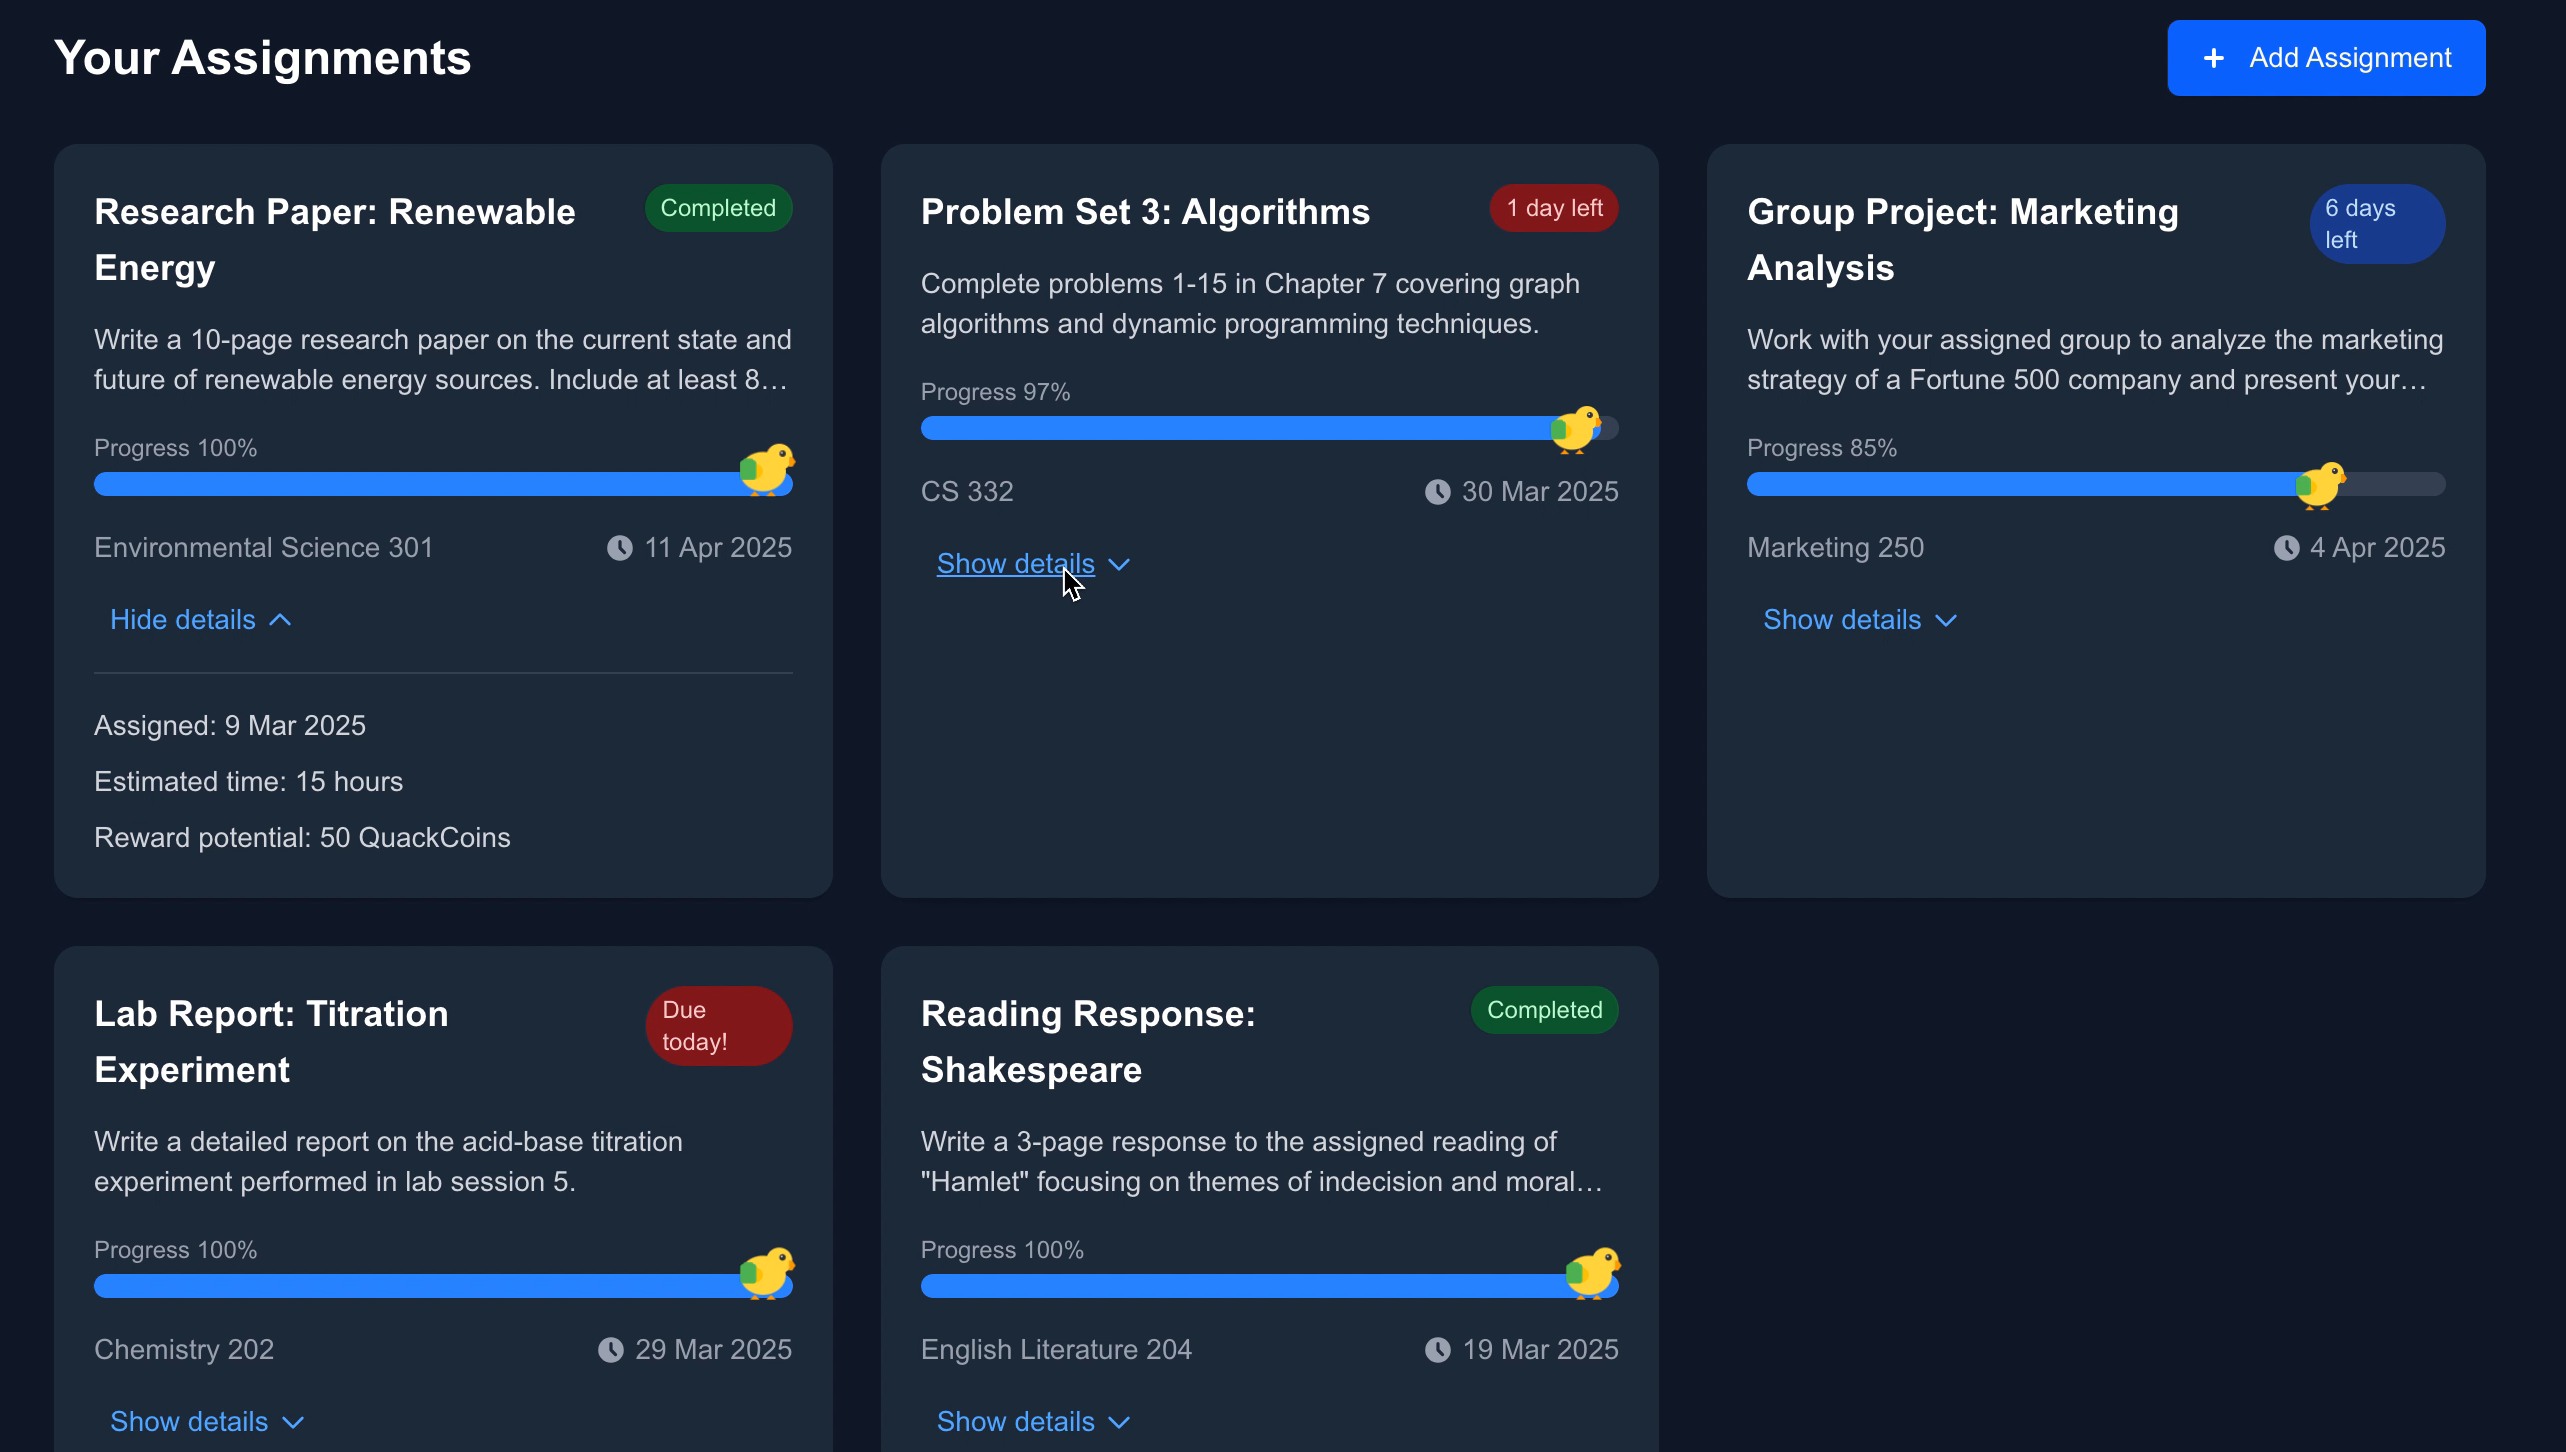 Your Assignments
+ Add Assignment
Research Paper: Renewable
Energy
Completed
Write a 10-page research paper on the current state and
future of renewable energy sources. Include at least 8…
Progress 100%
Environmental Science 301
11 Apr 2025
Hide details
Assigned: 9 Mar 2025
Estimated time: 15 hours
Reward potential: 50 QuackCoins
Problem Set 3: Algorithms
1 day left
Complete problems 1-15 in Chapter 7 covering graph
algorithms and dynamic programming techniques.
Progress 97%
CS 332
30 Mar 2025
Show details
Group Project: Marketing
Analysis
6 days
left
Work with your assigned group to analyze the marketing
strategy of a Fortune 500 company and present your…
Progress 85%
Marketing 250
4 Apr 2025
Show details
Lab Report: Titration
Experiment
Due
today!
Write a detailed report on the acid-base titration
experiment performed in lab session 5.
Progress 100%
Chemistry 202
29 Mar 2025
Show details
Reading Response:
Shakespeare
Completed
Write a 3-page response to the assigned reading of
"Hamlet" focusing on themes of indecision and moral…
Progress 100%
English Literature 204
19 Mar 2025
Show details